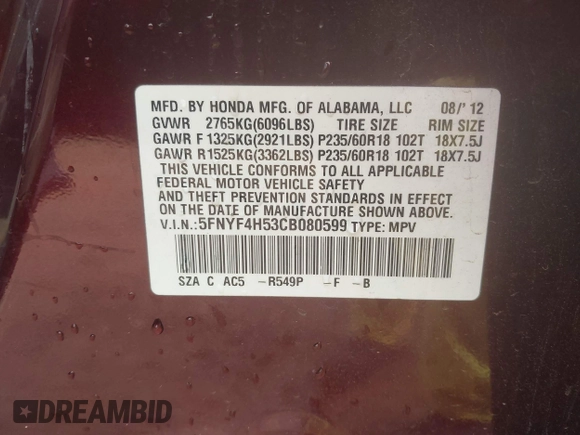 MFD. BY HONDA MFG. OF ALABAMA, LLC 08/'12
GVWR 2765KG(6096LBS) TIRE SIZE RIM SIZE
GAWR F 1325KG(2921LBS) P235/60R18 102T 18X7.5J
GAWR R1525KG(3362LBS) P235/60R18 102T 18X7.5J
THIS VEHICLE CONFORMS TO ALL APPLICABLE
FEDERAL MOTOR VEHICLE SAFETY
AND THEFT PREVENTION STANDARDS IN EFFECT
ON THE DATE OF MANUFACTURE SHOWN ABOVE.
V.I.N.: 5FNYF4H53CB080599 TYPE: MPV
SZA C AC5 -R549P -F -B
DREAMBID